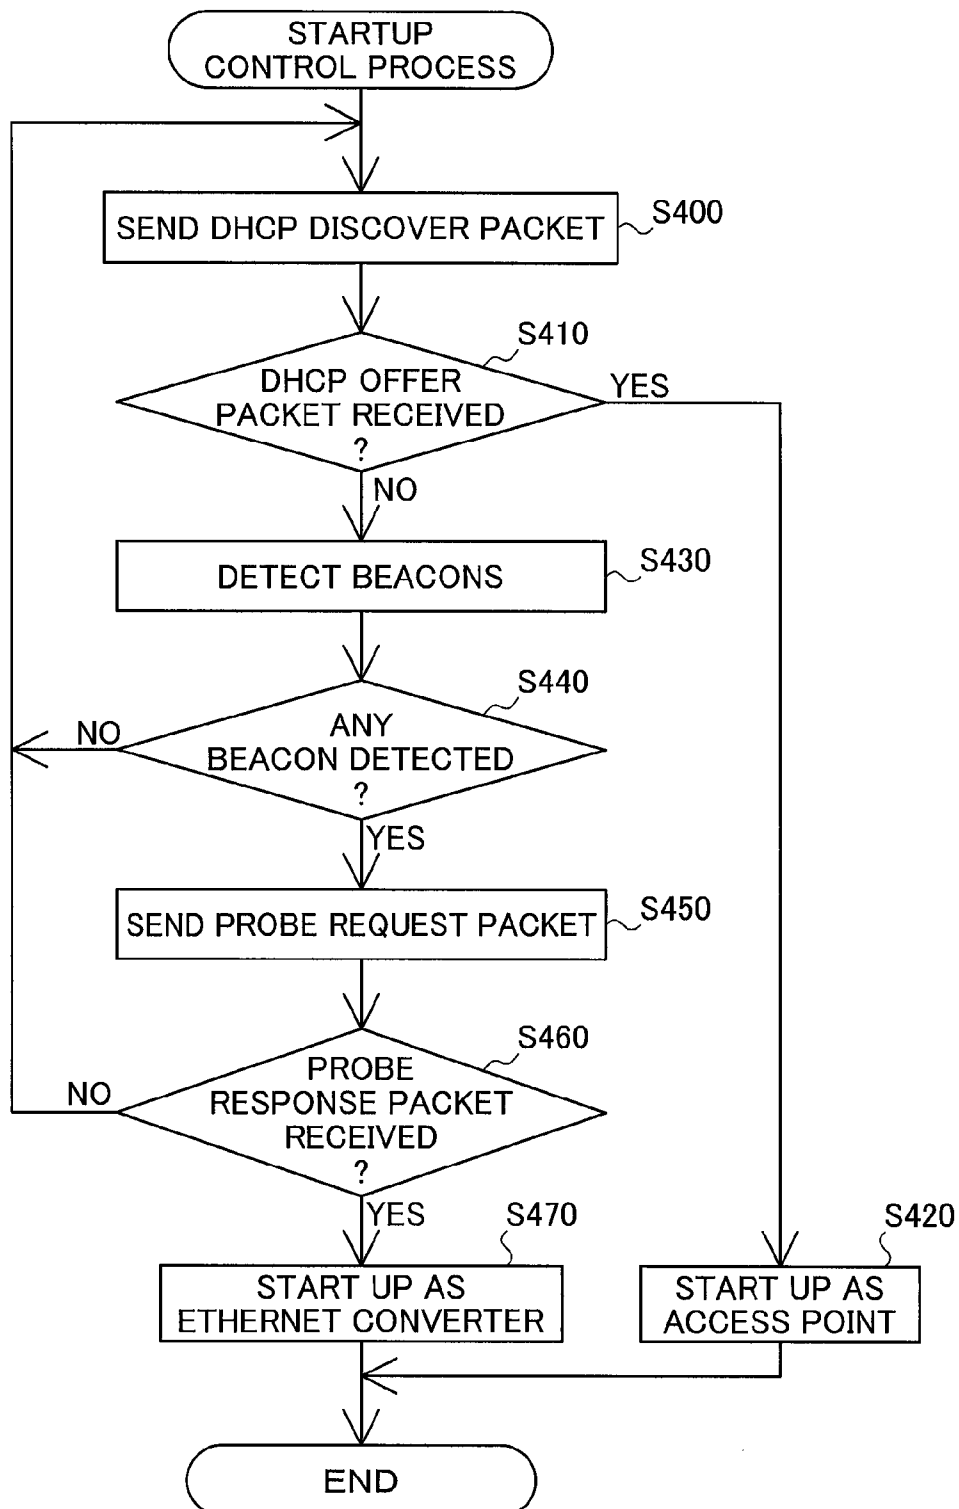 STARTUP
CONTROL PROCESS
SEND DHCP DISCOVER PACKET
S400
S410
DHCP OFFER
PACKET RECEIVED
?
YES
NO
DETECT BEACONS
S430
S440
ANY
BEACON DETECTED
?
NO
YES
SEND PROBE REQUEST PACKET
S450
S460
PROBE
RESPONSE PACKET
RECEIVED
?
NO
YES
S470
START UP AS
ETHERNET CONVERTER
S420
START UP AS
ACCESS POINT
END